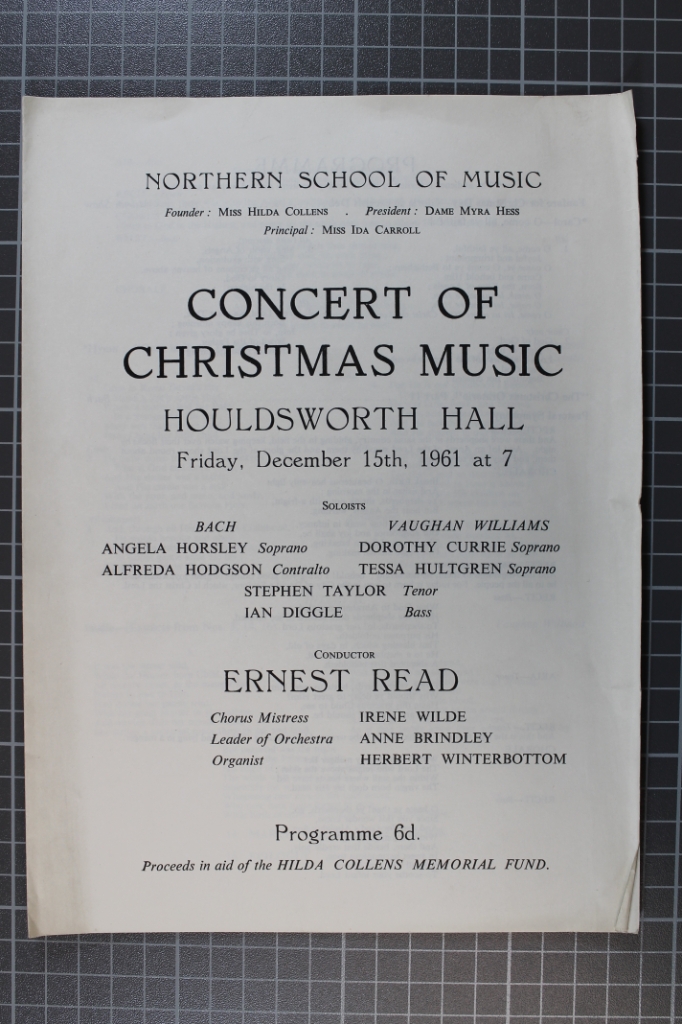 NORTHERN SCHOOL OF MUSIC
Founder : MISS HILDA COLLENS . President : DAME MYRA HESS
Principal : MISS IDA CARROLL
CONCERT OF
CHRISTMAS MUSIC
HOULDSWORTH HALL
Friday, December 15th, 1961 at 7
SOLOISTS
BACH VAUGHAN WILLIAMS
ANGELA HORSLEY Soprano DOROTHY CURRIE Soprano
ALFREDA HODGSON Contralto TESSA HULTGREN Soprano
STEPHEN TAYLOR Tenor
IAN DIGGLE Bass
CONDUCTOR
ERNEST READ
Chorus Mistress IRENE WILDE
Leader of Orchestra ANNE BRINDLEY
Organist HERBERT WINTERBOTTOM
Programme 6d.
Proceeds in aid of the HILDA COLLENS MEMORIAL FUND.